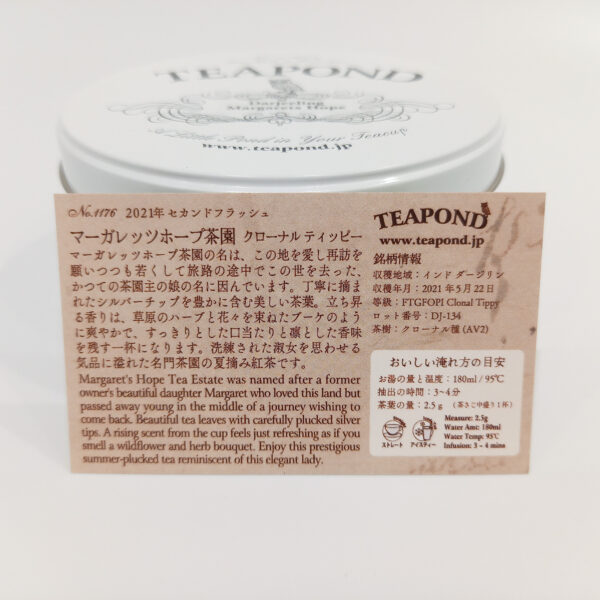 TEAPOND
Darjeeling
Margaret's Hope
A Little Pond in Your Teacup
www.teapond.jp
No.1176 2021年 セカンドフラッシュ
マーガレッツホープ茶園 クローナル ティッピー
マーガレッツホープ茶園の名は、この地を愛し再訪を
願いつつも若くして旅路の途中でこの世を去った、
かつての茶園主の娘の名に因んでいます。丁寧に摘ま
れたシルバーチップを豊かに含む美しい茶葉。立ち昇
る香りは、草原のハーブと花々を束ねたブーケのよう
に爽やかで、すっきりとした口当たりと凛とした香味
を残す一杯になります。洗練された淑女を思わせる
気品に溢れた名門茶園の夏摘み紅茶です。
Margaret's Hope Tea Estate was named after a former
owner's beautiful daughter Margaret who loved this land but
passed away young in the middle of a journey wishing to
come back. Beautiful tea leaves with carefully plucked silver
tips. A rising scent from the cup feels just refreshing as if you
smell a wildflower and herb bouquet. Enjoy this prestigious
summer-plucked tea reminiscent of this elegant lady.
TEAPOND
www.teapond.jp
銘柄情報
収穫地域：インド ダージリン
収穫年月：2021 年 5 月 22 日
等級：FTGFOPI Clonal Tippy
ロット番号：DJ-134
茶樹：クローナル種 (AV2)
おいしい淹れ方の目安
お湯の量と温度：180ml / 95℃
抽出の時間：3~4分
茶葉の量：2.5 g （茶さじ中盛り1杯）
ストレート アイスティー
Measure: 2.5g
Water Amt: 180ml
Water Temp: 95℃
Infusion: 3 - 4 mins